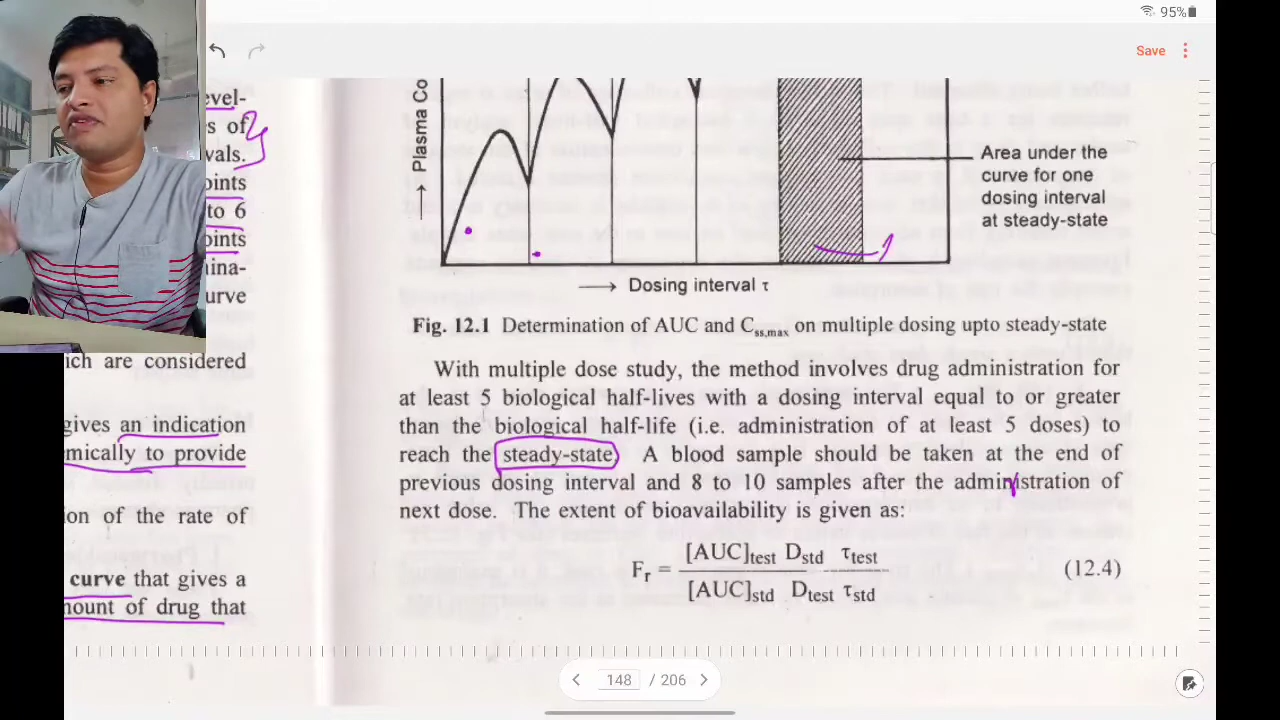 95%
Save
evel-
s of
vals.
points
to 6
points
nina-
urve
ich are considered
gives an indication
emically to provide
ion of the rate of
curve that gives a
mount of drug that
Plasma Co
Area under the
curve for one
dosing interval
at steady-state
Dosing interval τ
Fig. 12.1 Determination of AUC and Css,max on multiple dosing upto steady-state
With multiple dose study, the method involves drug administration for
at least 5 biological half-lives with a dosing interval equal to or greater
than the biological half-life (i.e. administration of at least 5 doses) to
reach the steady-state. A blood sample should be taken at the end of
previous dosing interval and 8 to 10 samples after the administration of
next dose. The extent of bioavailability is given as:
Fr = [AUC]test Dstd τtest
[AUC]std Dtest τstd (12.4)
148 / 206